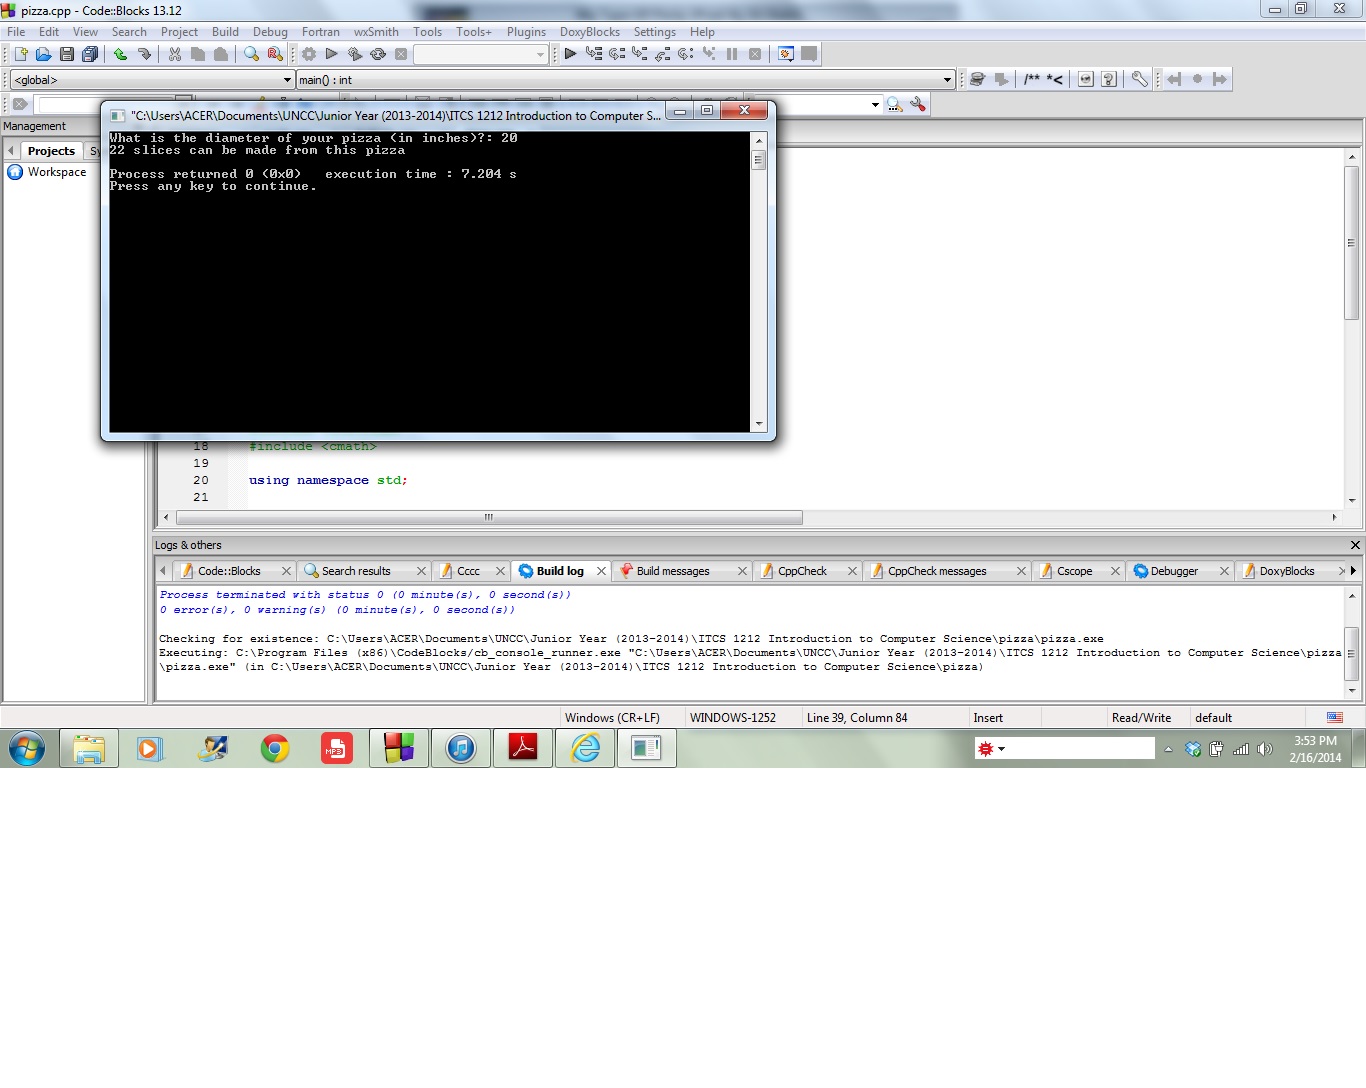 pizza.cpp - Code::Blocks 13.12
File Edit View Search Project Build Debug Fortran wxSmith Tools Tools+ Plugins DoxyBlocks Settings Help
<global> main() : int
/** *<
Management
Projects Sy
Workspace
"C:\Users\ACER\Documents\UNCC\Junior Year (2013-2014)\ITCS 1212 Introduction to Computer S...
What is the diameter of your pizza (in inches)?: 20
22 slices can be made from this pizza
Process returned 0 (0x0) execution time : 7.204 s
Press any key to continue.
18 #include <cmath>
19
20 using namespace std;
21
Logs & others
Code::Blocks Search results Cccc Build log Build messages CppCheck CppCheck messages Cscope Debugger DoxyBlocks
Process terminated with status 0 (0 minute(s), 0 second(s))
0 error(s), 0 warning(s) (0 minute(s), 0 second(s))
Checking for existence: C:\Users\ACER\Documents\UNCC\Junior Year (2013-2014)\ITCS 1212 Introduction to Computer Science\pizza\pizza.exe
Executing: C:\Program Files (x86)\CodeBlocks/cb_console_runner.exe "C:\Users\ACER\Documents\UNCC\Junior Year (2013-2014)\ITCS 1212 Introduction to Computer Science\pizza
\pizza.exe" (in C:\Users\ACER\Documents\UNCC\Junior Year (2013-2014)\ITCS 1212 Introduction to Computer Science\pizza)
Windows (CR+LF) WINDOWS-1252 Line 39, Column 84 Insert Read/Write default
MP3
3:53 PM
2/16/2014